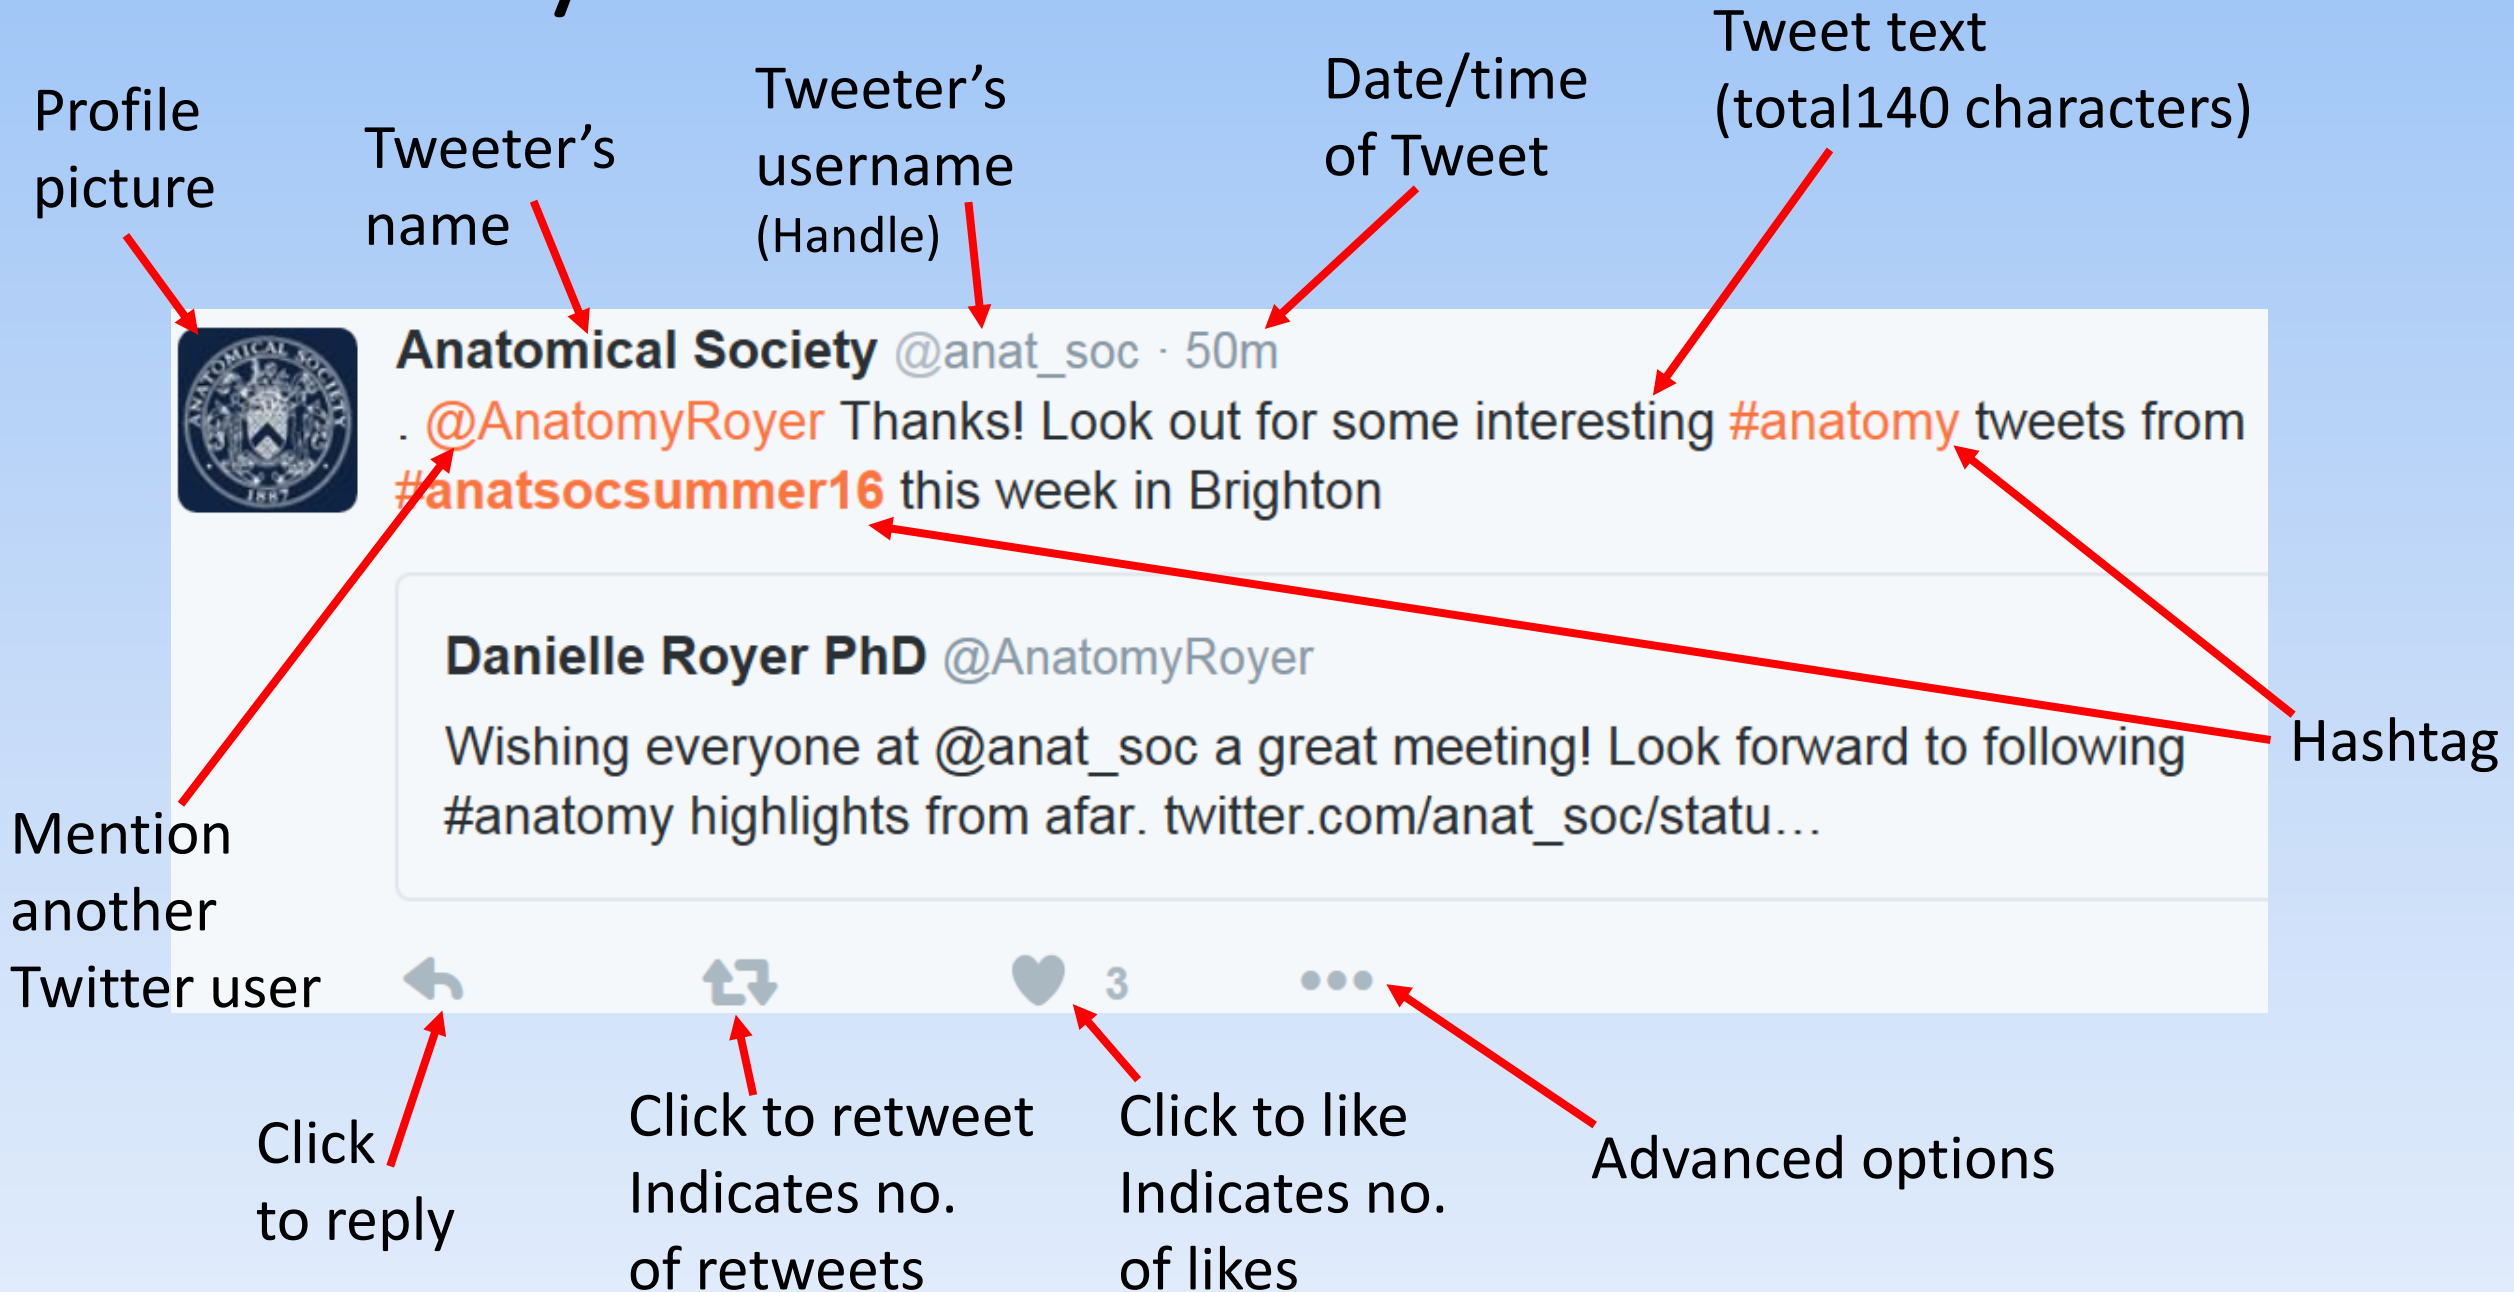 Profile
picture
Tweeter’s
name
Tweeter’s
username
(Handle)
Date/time
of Tweet
Tweet text
(total140 characters)
ANATOMICAL SOCIETY
1887
Anatomical Society @anat_soc · 50m
. @AnatomyRoyer Thanks! Look out for some interesting #anatomy tweets from
#anatsocsummer16 this week in Brighton
Danielle Royer PhD @AnatomyRoyer
Wishing everyone at @anat_soc a great meeting! Look forward to following
#anatomy highlights from afar. twitter.com/anat_soc/statu…
Hashtag
Mention
another
Twitter user
3
Click
to reply
Click to retweet
Indicates no.
of retweets
Click to like
Indicates no.
of likes
Advanced options